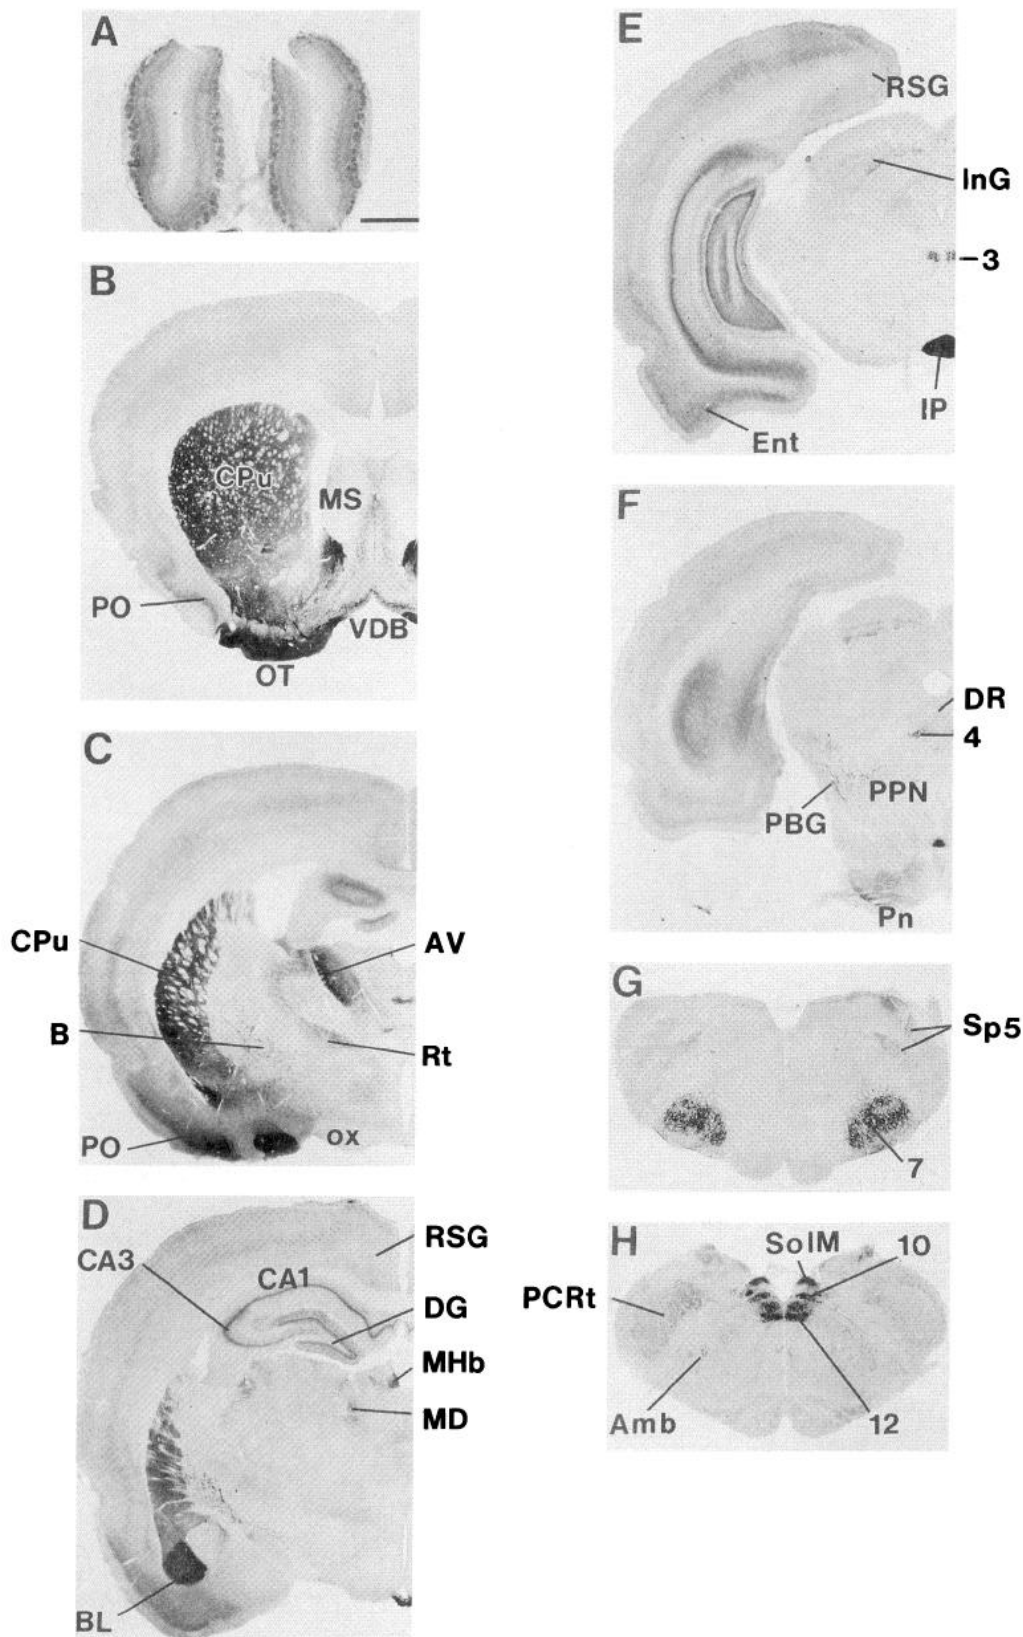 A
B
CPu
MS
PO
VDB
OT
C
CPu
AV
B
Rt
PO
ox
D
RSG
CA3
CA1
DG
MHb
MD
BL
E
RSG
InG
3
IP
Ent
F
DR
4
PPN
PBG
Pn
G
Sp5
7
H
SolM
10
PCRt
Amb
12